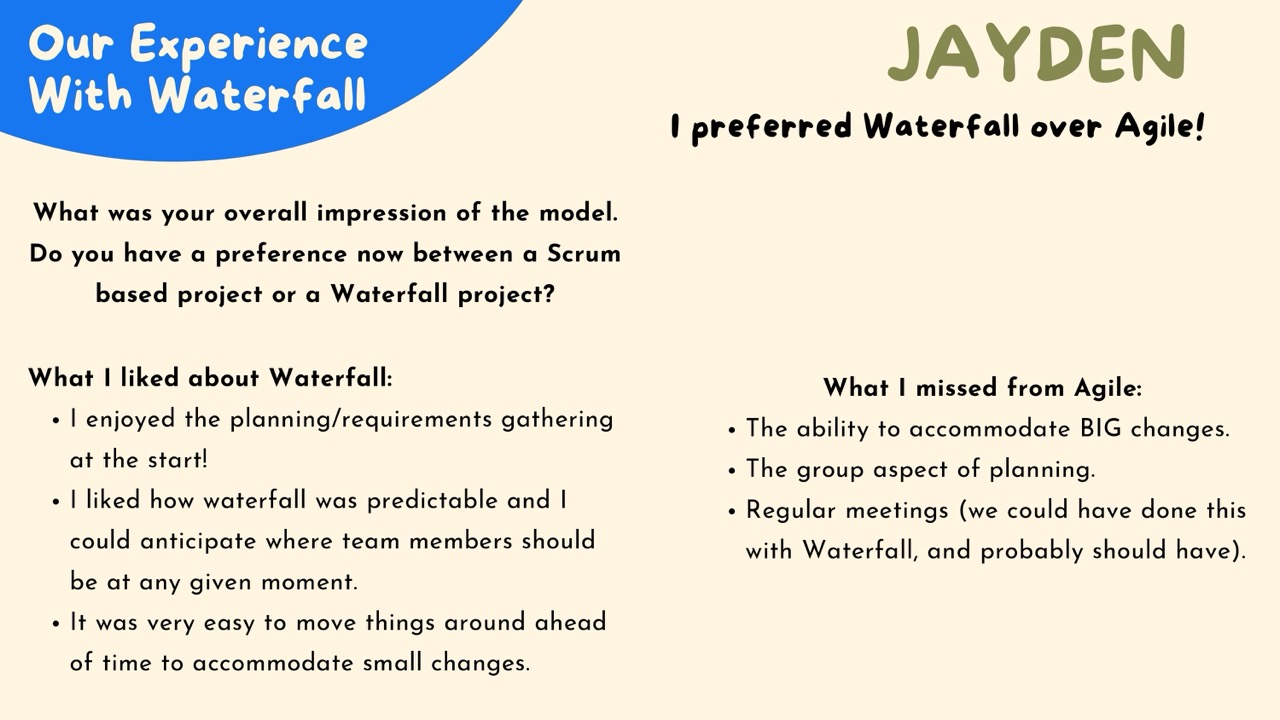 Our Experience
With Waterfall
JAYDEN
I preferred Waterfall over Agile!
What was your overall impression of the model.
Do you have a preference now between a Scrum
based project or a Waterfall project?
What I liked about Waterfall:
• I enjoyed the planning/requirements gathering
at the start!
• I liked how waterfall was predictable and I
could anticipate where team members should
be at any given moment.
• It was very easy to move things around ahead
of time to accommodate small changes.
What I missed from Agile:
• The ability to accommodate BIG changes.
• The group aspect of planning.
• Regular meetings (we could have done this
with Waterfall, and probably should have).